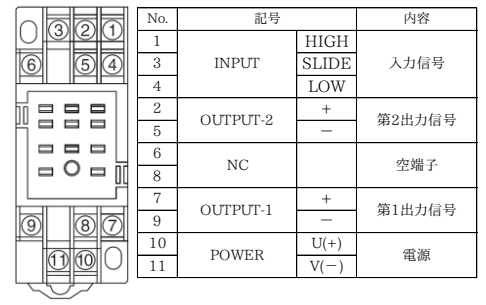 ③②①
⑥ ⑤④
⑨ ⑧⑦
⑪⑩
No. 記号 内容
1 INPUT HIGH 入力信号
3 SLIDE
4 LOW
2 OUTPUT-2 + 第2出力信号
5 −
6 NC 空端子
8
7 OUTPUT-1 + 第1出力信号
9 −
10 POWER U(+) 電源
11 V(−)